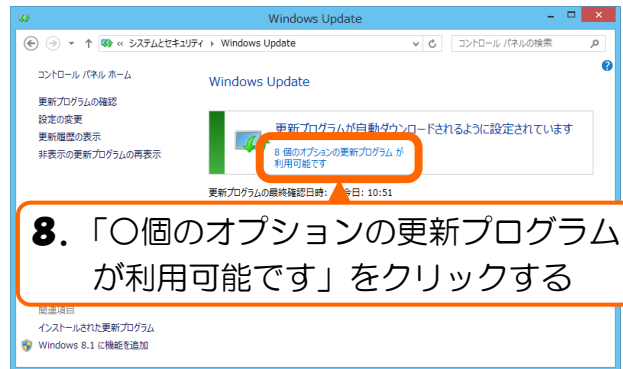 Windows Update
システムとセキュリティ › Windows Update
コントロール パネルの検索
コントロール パネル ホーム
更新プログラムの確認
設定の変更
更新履歴の表示
非表示の更新プログラムの再表示
Windows Update
更新プログラムが自動ダウンロードされるように設定されています
8 個のオプションの更新プログラム が
利用可能です
更新プログラムの最終確認日時: 今日: 10:51
8.「〇個のオプションの更新プログラム
が利用可能です」をクリックする
関連項目
インストールされた更新プログラム
Windows 8.1 に機能を追加